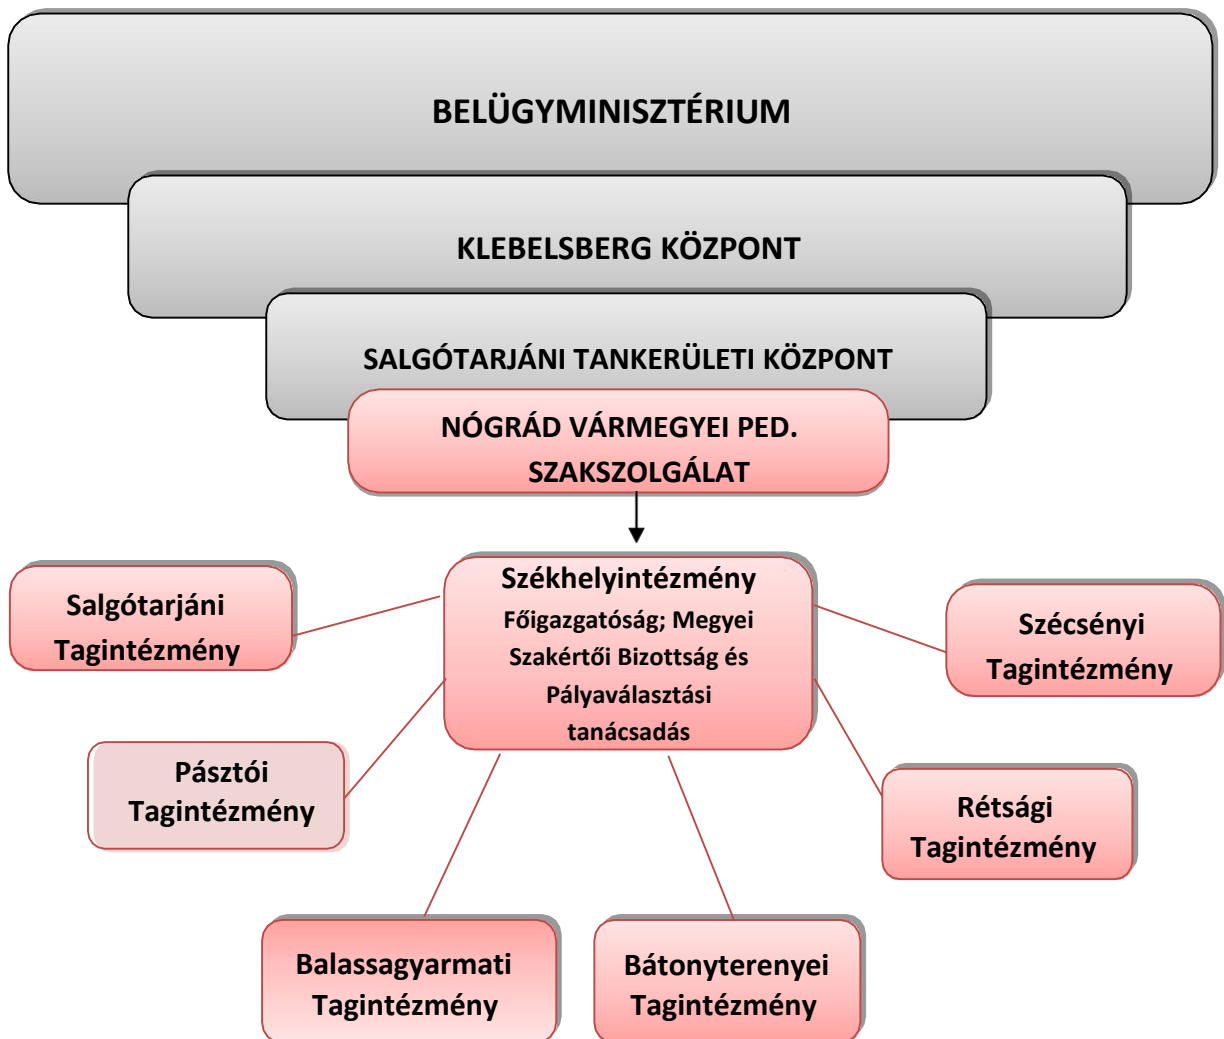 BELÜGYMINISZTÉRIUM
KLEBELSBERG KÖZPONT
SALGÓTARJÁNI TANKERÜLETI KÖZPONT
NÓGRÁD VÁRMEGYEI PED.
SZAKSZOLGÁLAT
Székhelyintézmény
Főigazgatóság; Megyei
Szakértői Bizottság és
Pályaválasztási
tanácsadás
Salgótarjáni
Tagintézmény
Szécsényi
Tagintézmény
Pásztói
Tagintézmény
Rétsági
Tagintézmény
Balassagyarmati
Tagintézmény
Bátonyterenyei
Tagintézmény